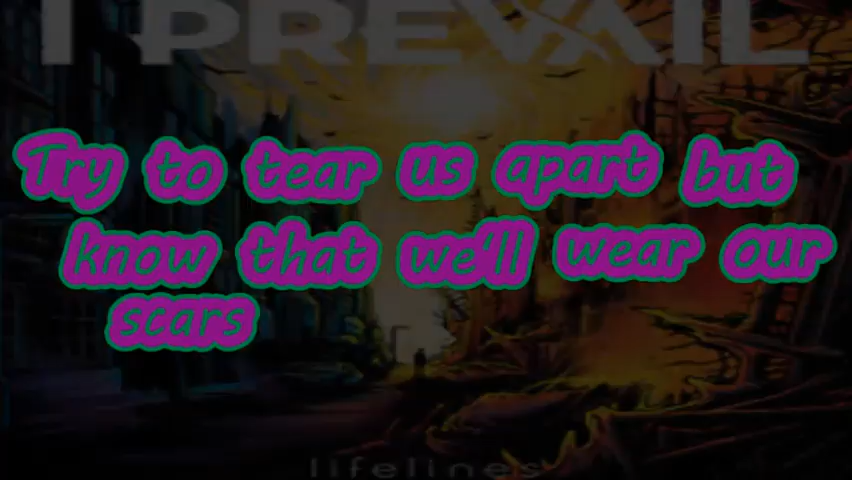 I PREVAIL
Try to tear us apart but
know that we'll wear our
scars
lifelines